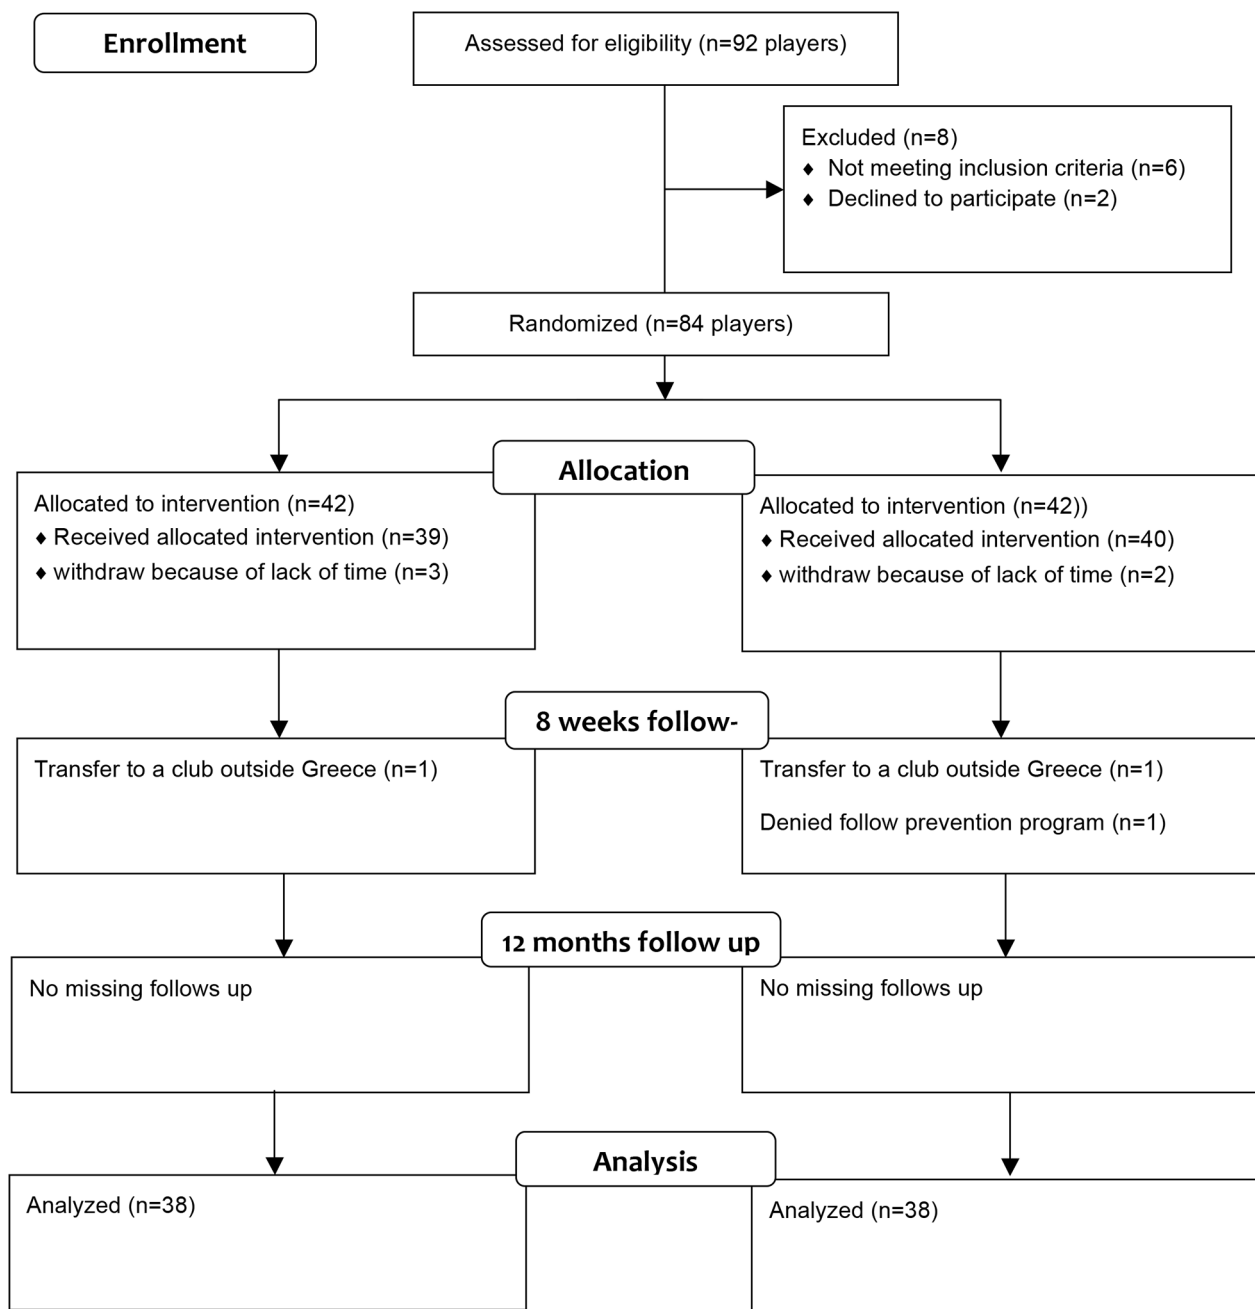 Enrollment
Assessed for eligibility (n=92 players)
Excluded (n=8)
♦ Not meeting inclusion criteria (n=6)
♦ Declined to participate (n=2)
Randomized (n=84 players)
Allocation
Allocated to intervention (n=42)
♦ Received allocated intervention (n=39)
♦ withdraw because of lack of time (n=3)
Allocated to intervention (n=42))
♦ Received allocated intervention (n=40)
♦ withdraw because of lack of time (n=2)
8 weeks follow-
Transfer to a club outside Greece (n=1)
Transfer to a club outside Greece (n=1)
Denied follow prevention program (n=1)
12 months follow up
No missing follows up
No missing follows up
Analysis
Analyzed (n=38)
Analyzed (n=38)